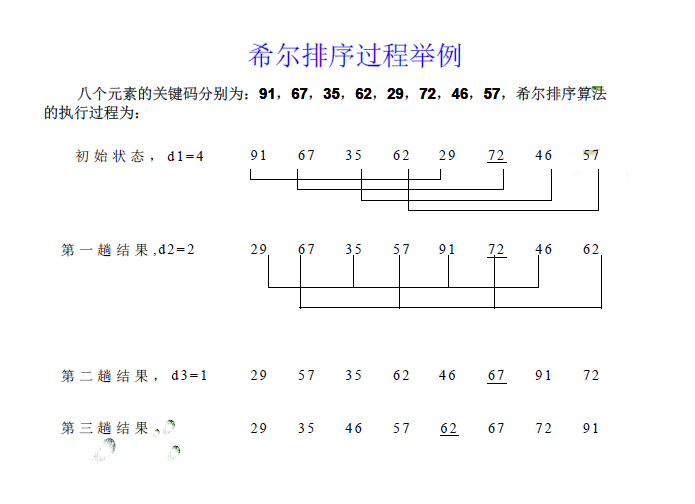 希尔排序过程举例
八个元素的关键码分别为：91，67，35，62，29，72，46，57，希尔排序算法
的执行过程为：
初始状态，d1=4 91 67 35 62 29 72 46 57
第一趟结果,d2=2 29 67 35 57 91 72 46 62
第二趟结果，d3=1 29 57 35 62 46 67 91 72
第三趟结果， 29 35 46 57 62 67 72 91